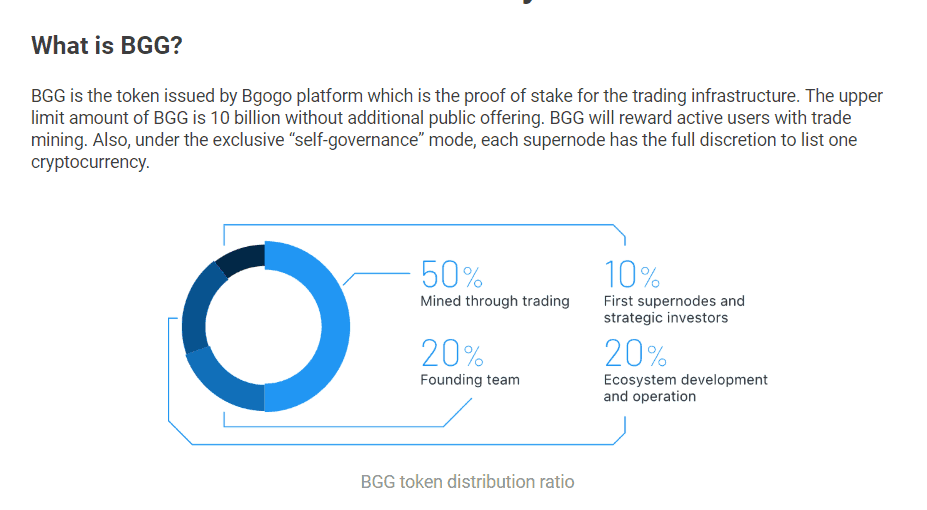 What is BGG?
BGG is the token issued by Bgogo platform which is the proof of stake for the trading infrastructure. The upper
limit amount of BGG is 10 billion without additional public offering. BGG will reward active users with trade
mining. Also, under the exclusive “self-governance” mode, each supernode has the full discretion to list one
cryptocurrency.
50%
Mined through trading
10%
First supernodes and
strategic investors
20%
Founding team
20%
Ecosystem development
and operation
BGG token distribution ratio